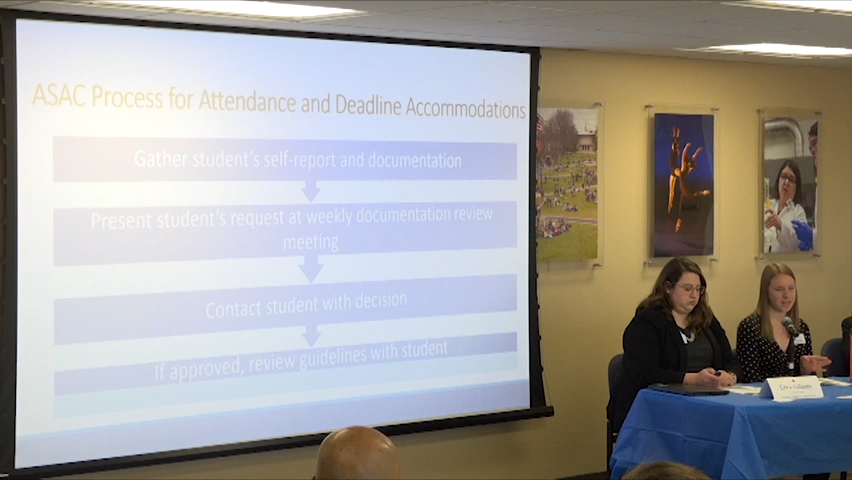 ASAC Process for Attendance and Deadline Accommodations
Gather student's self-report and documentation
Present student's request at weekly documentation review
meeting
Contact student with decision
If approved, review guidelines with student